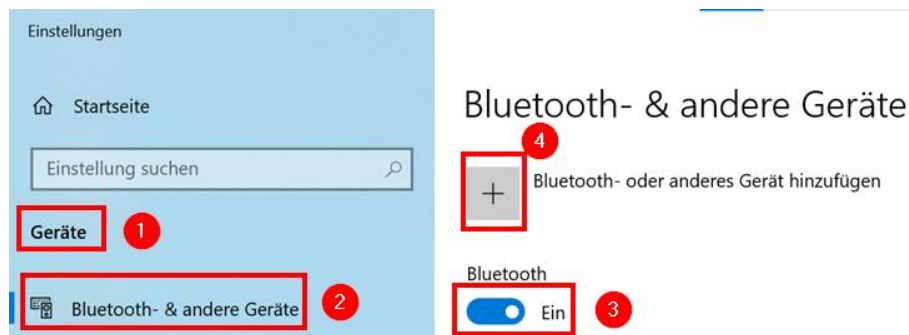 Einstellungen
Startseite
Einstellung suchen
Geräte
1
Bluetooth- & andere Geräte
2
Bluetooth- & andere Geräte
4
+
Bluetooth- oder anderes Gerät hinzufügen
Bluetooth
Ein
3